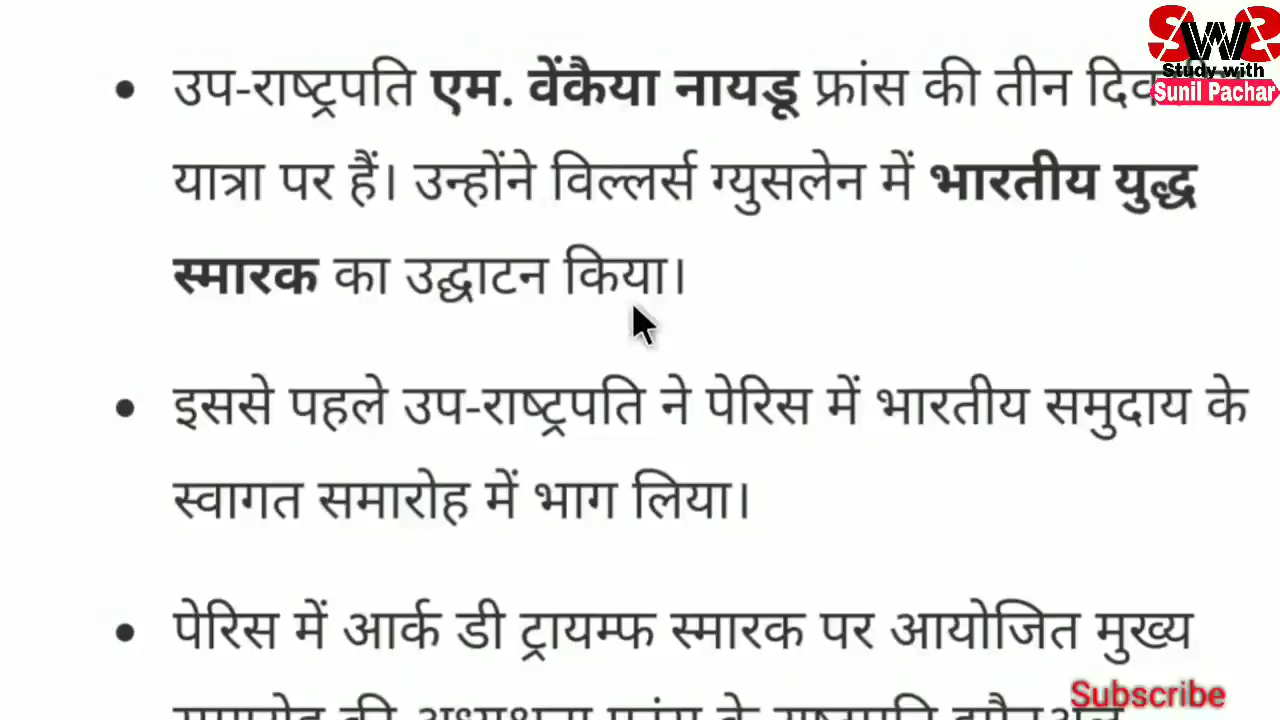 उप-राष्ट्रपति एम. वेंकैया नायडू फ्रांस की तीन
यात्रा पर हैं। उन्होंने विल्लर्स ग्युसलेन में भारतीय युद्ध
स्मारक का उद्घाटन किया।
इससे पहले उप-राष्ट्रपति ने पेरिस में भारतीय समुदाय के
स्वागत समारोह में भाग लिया।
पेरिस में आर्क डी ट्रायम्फ स्मारक पर आयोजित मुख्य
SWS
Study with
Sunil Pachar
Subscribe